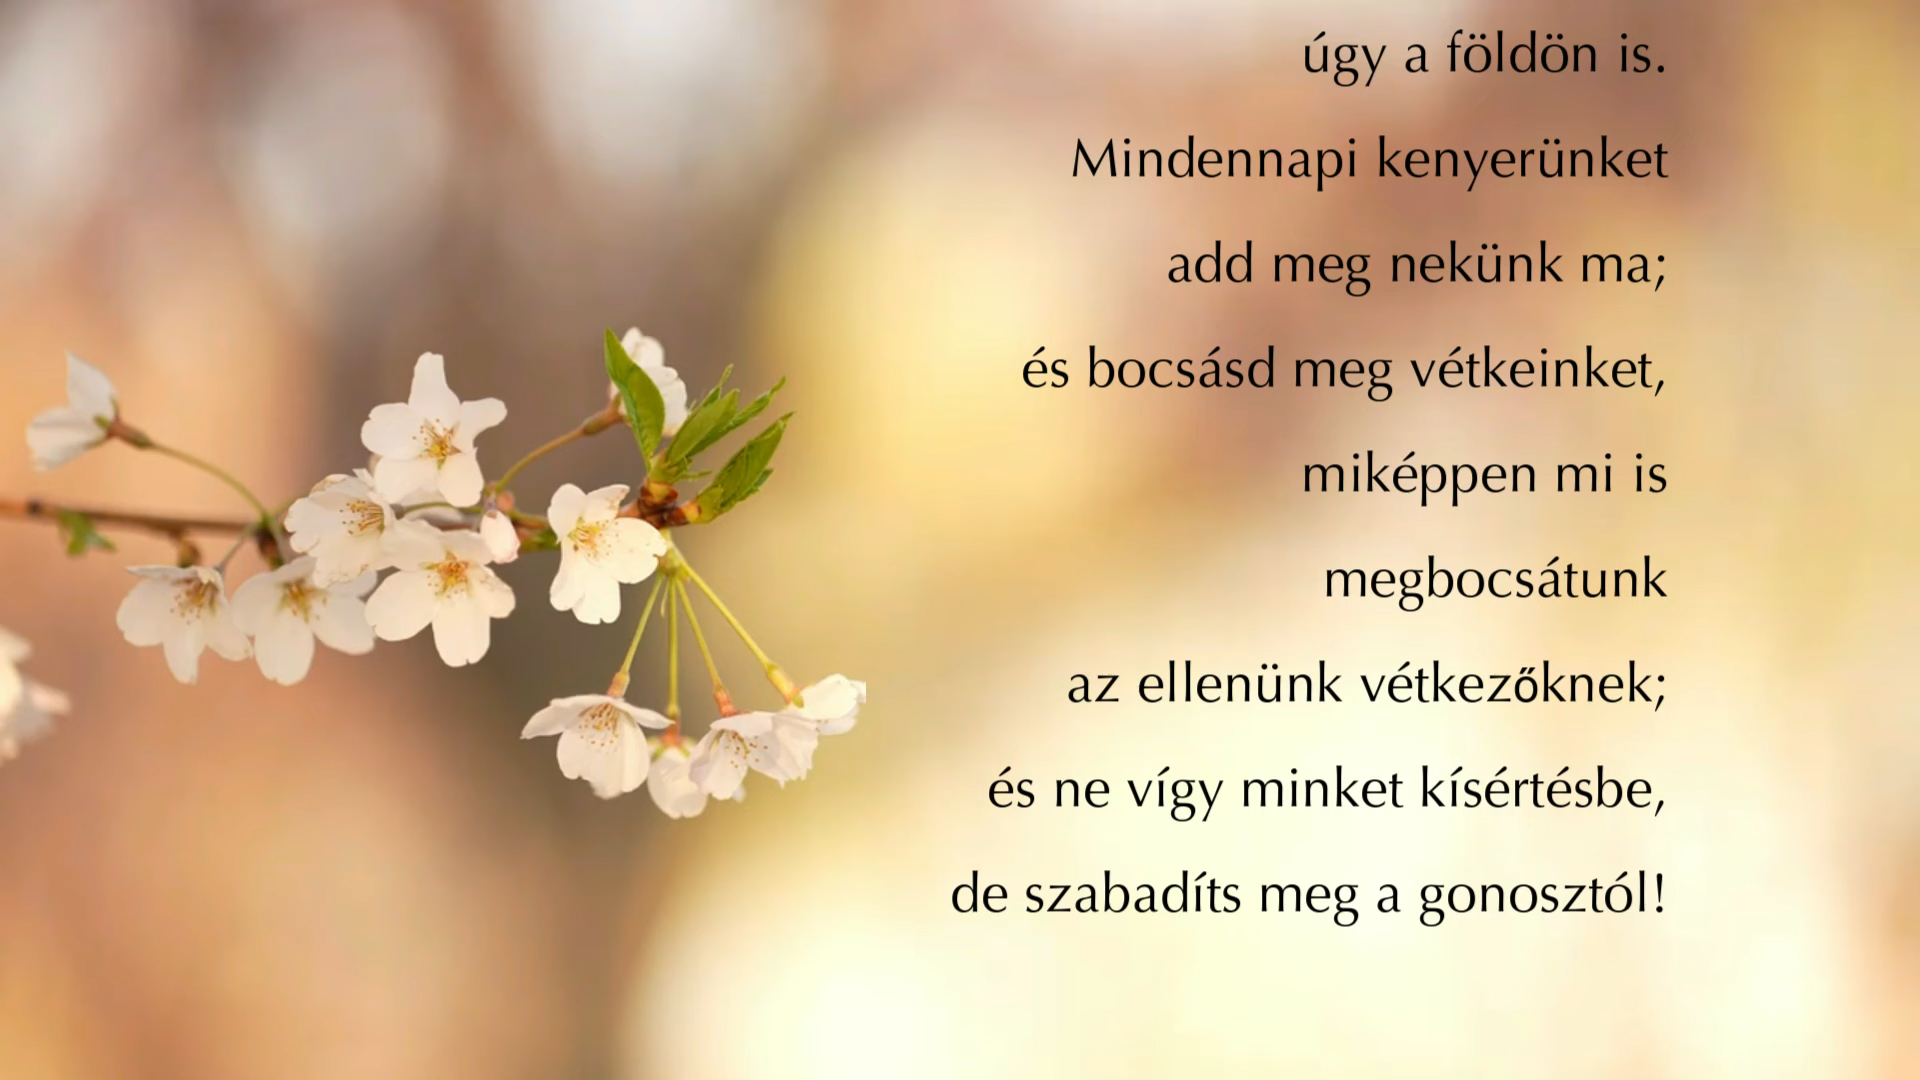 úgy a földön is.
Mindennapi kenyerünket
add meg nekünk ma;
és bocsásd meg vétkeinket,
miképpen mi is
megbocsátunk
az ellenünk vétkezőknek;
és ne vígy minket kísértésbe,
de szabadíts meg a gonosztól!